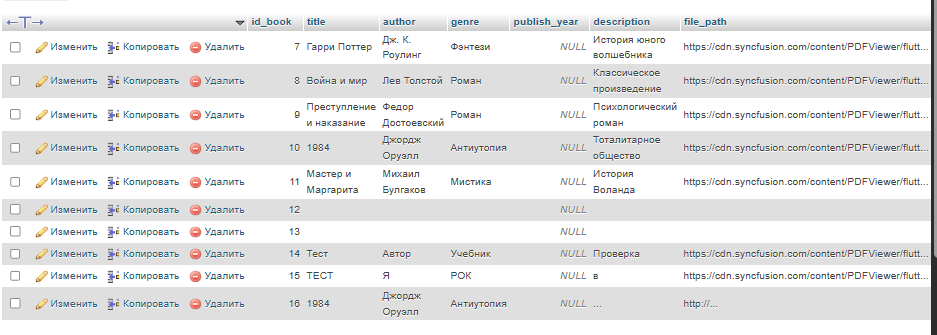 id_book title author genre publish_year description file_path
Изменить Копировать Удалить 7 Гарри Поттер Дж. К. Роулинг Фэнтези NULL История юного волшебника https://cdn.syncfusion.com/content/PDFViewer/flutt...
Изменить Копировать Удалить 8 Война и мир Лев Толстой Роман NULL Классическое произведение https://cdn.syncfusion.com/content/PDFViewer/flutt...
Изменить Копировать Удалить 9 Преступление и наказание Федор Достоевский Роман NULL Психологический роман https://cdn.syncfusion.com/content/PDFViewer/flutt...
Изменить Копировать Удалить 10 1984 Джордж Оруэлл Антиутопия NULL Тоталитарное общество https://cdn.syncfusion.com/content/PDFViewer/flutt...
Изменить Копировать Удалить 11 Мастер и Маргарита Михаил Булгаков Мистика NULL История Воланда https://cdn.syncfusion.com/content/PDFViewer/flutt...
Изменить Копировать Удалить 12 NULL
Изменить Копировать Удалить 13 NULL
Изменить Копировать Удалить 14 Тест Автор Учебник NULL Проверка https://cdn.syncfusion.com/content/PDFViewer/flutt...
Изменить Копировать Удалить 15 ТЕСТ Я РОК NULL в https://cdn.syncfusion.com/content/PDFViewer/flutt...
Изменить Копировать Удалить 16 1984 Джордж Оруэлл Антиутопия NULL ... http://...